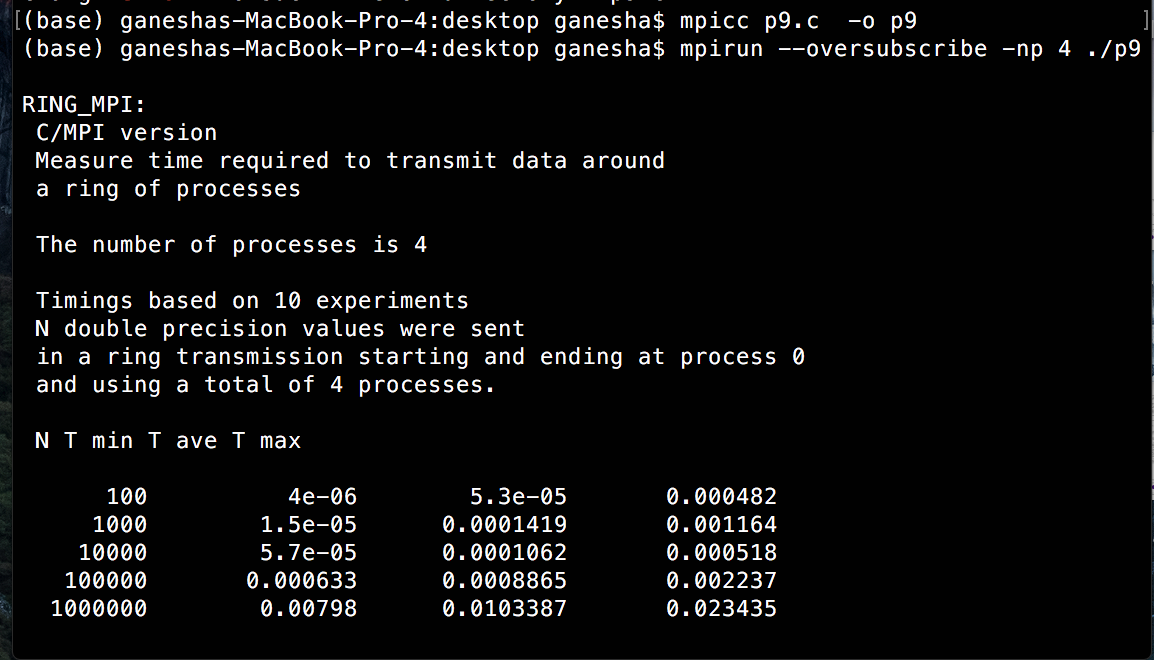 [(base) ganeshas-MacBook-Pro-4:desktop ganesha$ mpicc p9.c  -o p9 ]
(base) ganeshas-MacBook-Pro-4:desktop ganesha$ mpirun --oversubscribe -np 4 ./p9
RING_MPI:
C/MPI version
Measure time required to transmit data around
a ring of processes
The number of processes is 4
Timings based on 10 experiments
N double precision values were sent
in a ring transmission starting and ending at process 0
and using a total of 4 processes.
N T min T ave T max
100 4e-06 5.3e-05 0.000482
1000 1.5e-05 0.0001419 0.001164
10000 5.7e-05 0.0001062 0.000518
100000 0.000633 0.0008865 0.002237
1000000 0.00798 0.0103387 0.023435